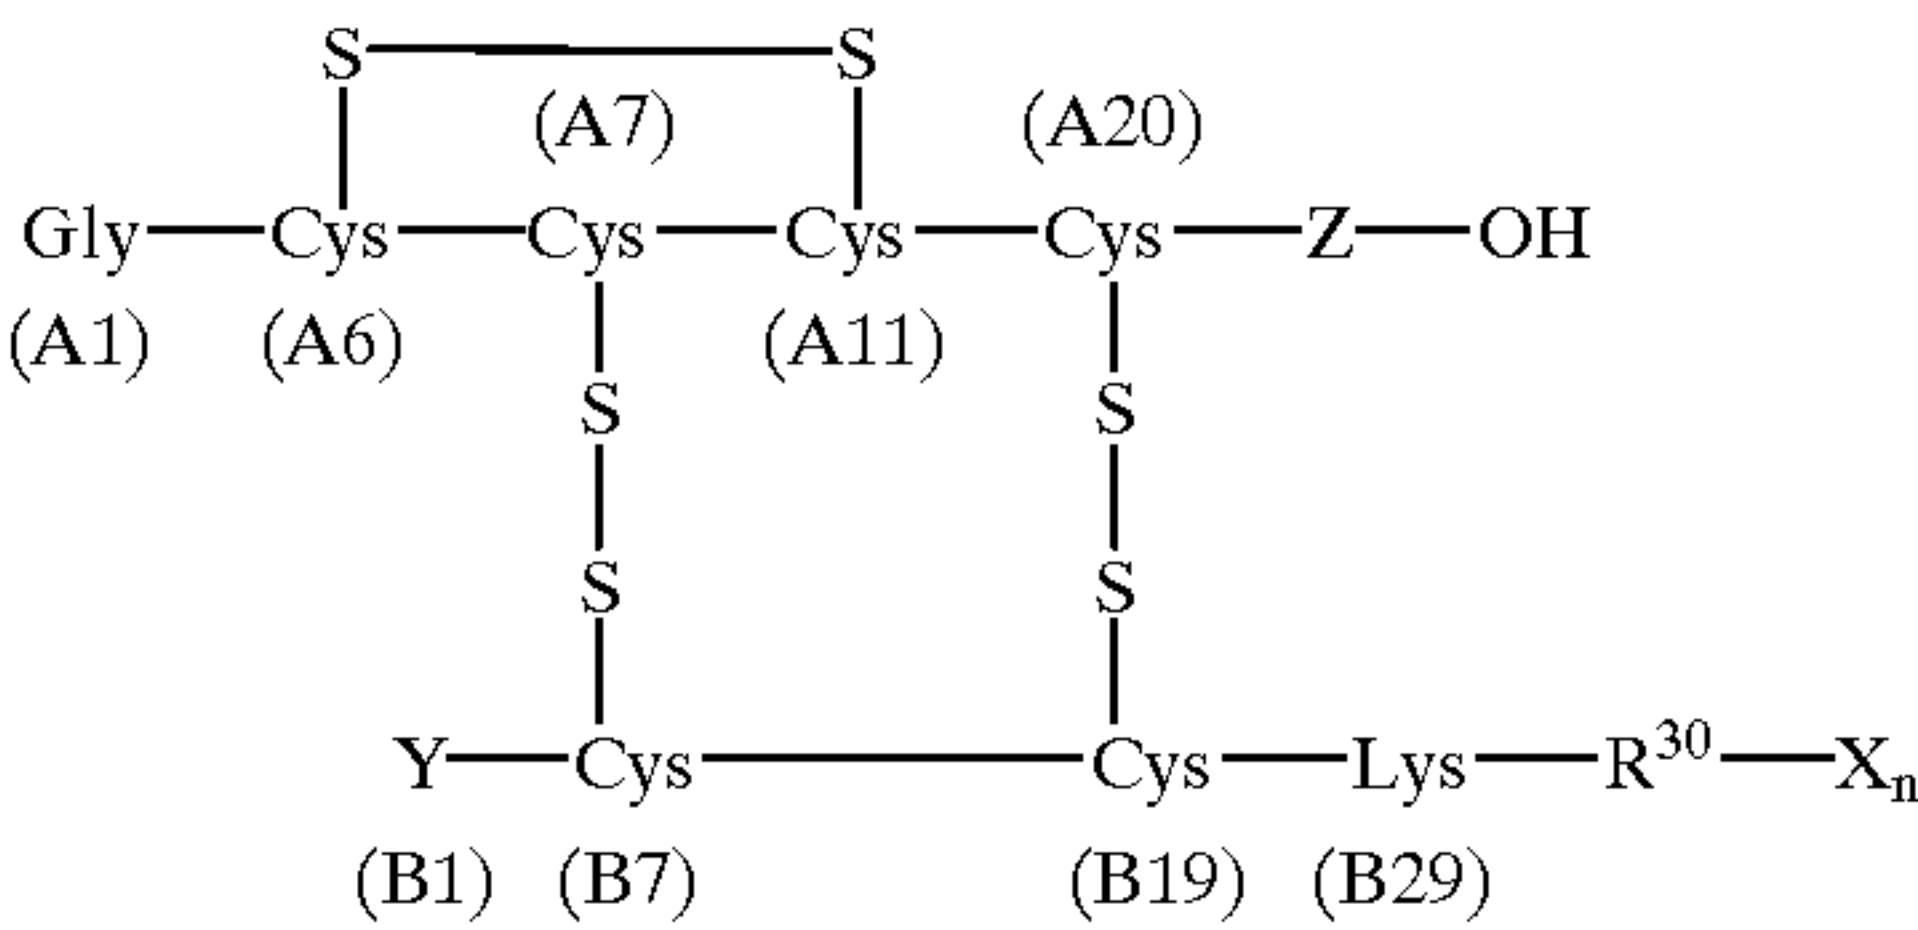 S S
(A7) (A20)
Gly Cys Cys Cys Cys Z OH
(A1) (A6) (A11)
S S
S S
Y Cys Cys Lys R³⁰ Xₙ
(B1) (B7) (B19) (B29)